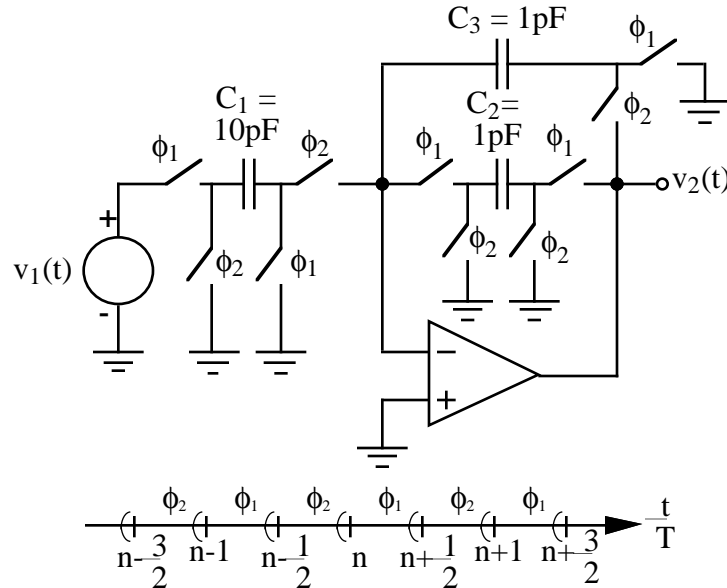 C₃ = 1pF
ϕ₁
C₁ =
10pF
C₂=
1pF
ϕ₂
ϕ₁
ϕ₂
ϕ₁
ϕ₁
v₂(t)
+
v₁(t)
-
ϕ₂
ϕ₁
ϕ₂
ϕ₂
−
+
ϕ₂ ϕ₁ ϕ₂ ϕ₁ ϕ₂ ϕ₁
t/T
n-3/2 n-1 n-1/2 n n+1/2 n+1 n+3/2